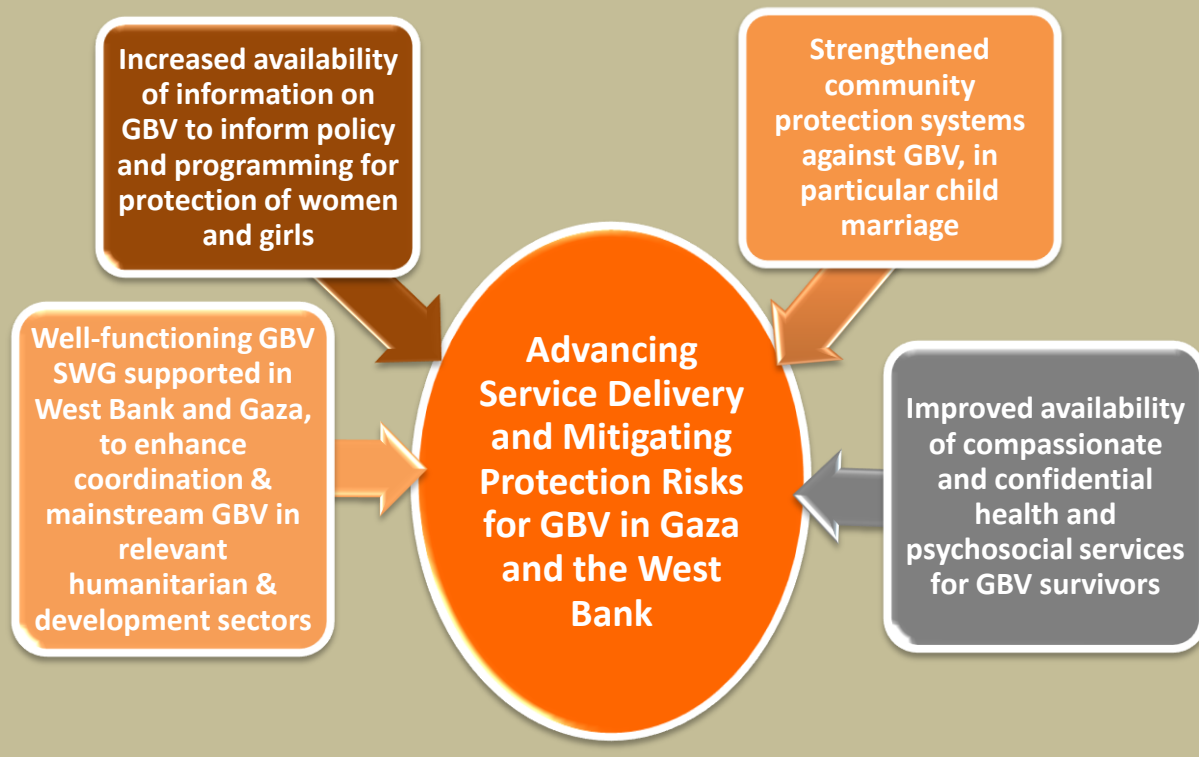 Increased availability
of information on
GBV to inform policy
and programming for
protection of women
and girls
Strengthened
community
protection systems
against GBV, in
particular child
marriage
Well-functioning GBV
SWG supported in
West Bank and Gaza,
to enhance
coordination &
mainstream GBV in
relevant
humanitarian &
development sectors
Advancing
Service Delivery
and Mitigating
Protection Risks
for GBV in Gaza
and the West
Bank
Improved availability
of compassionate
and confidential
health and
psychosocial services
for GBV survivors